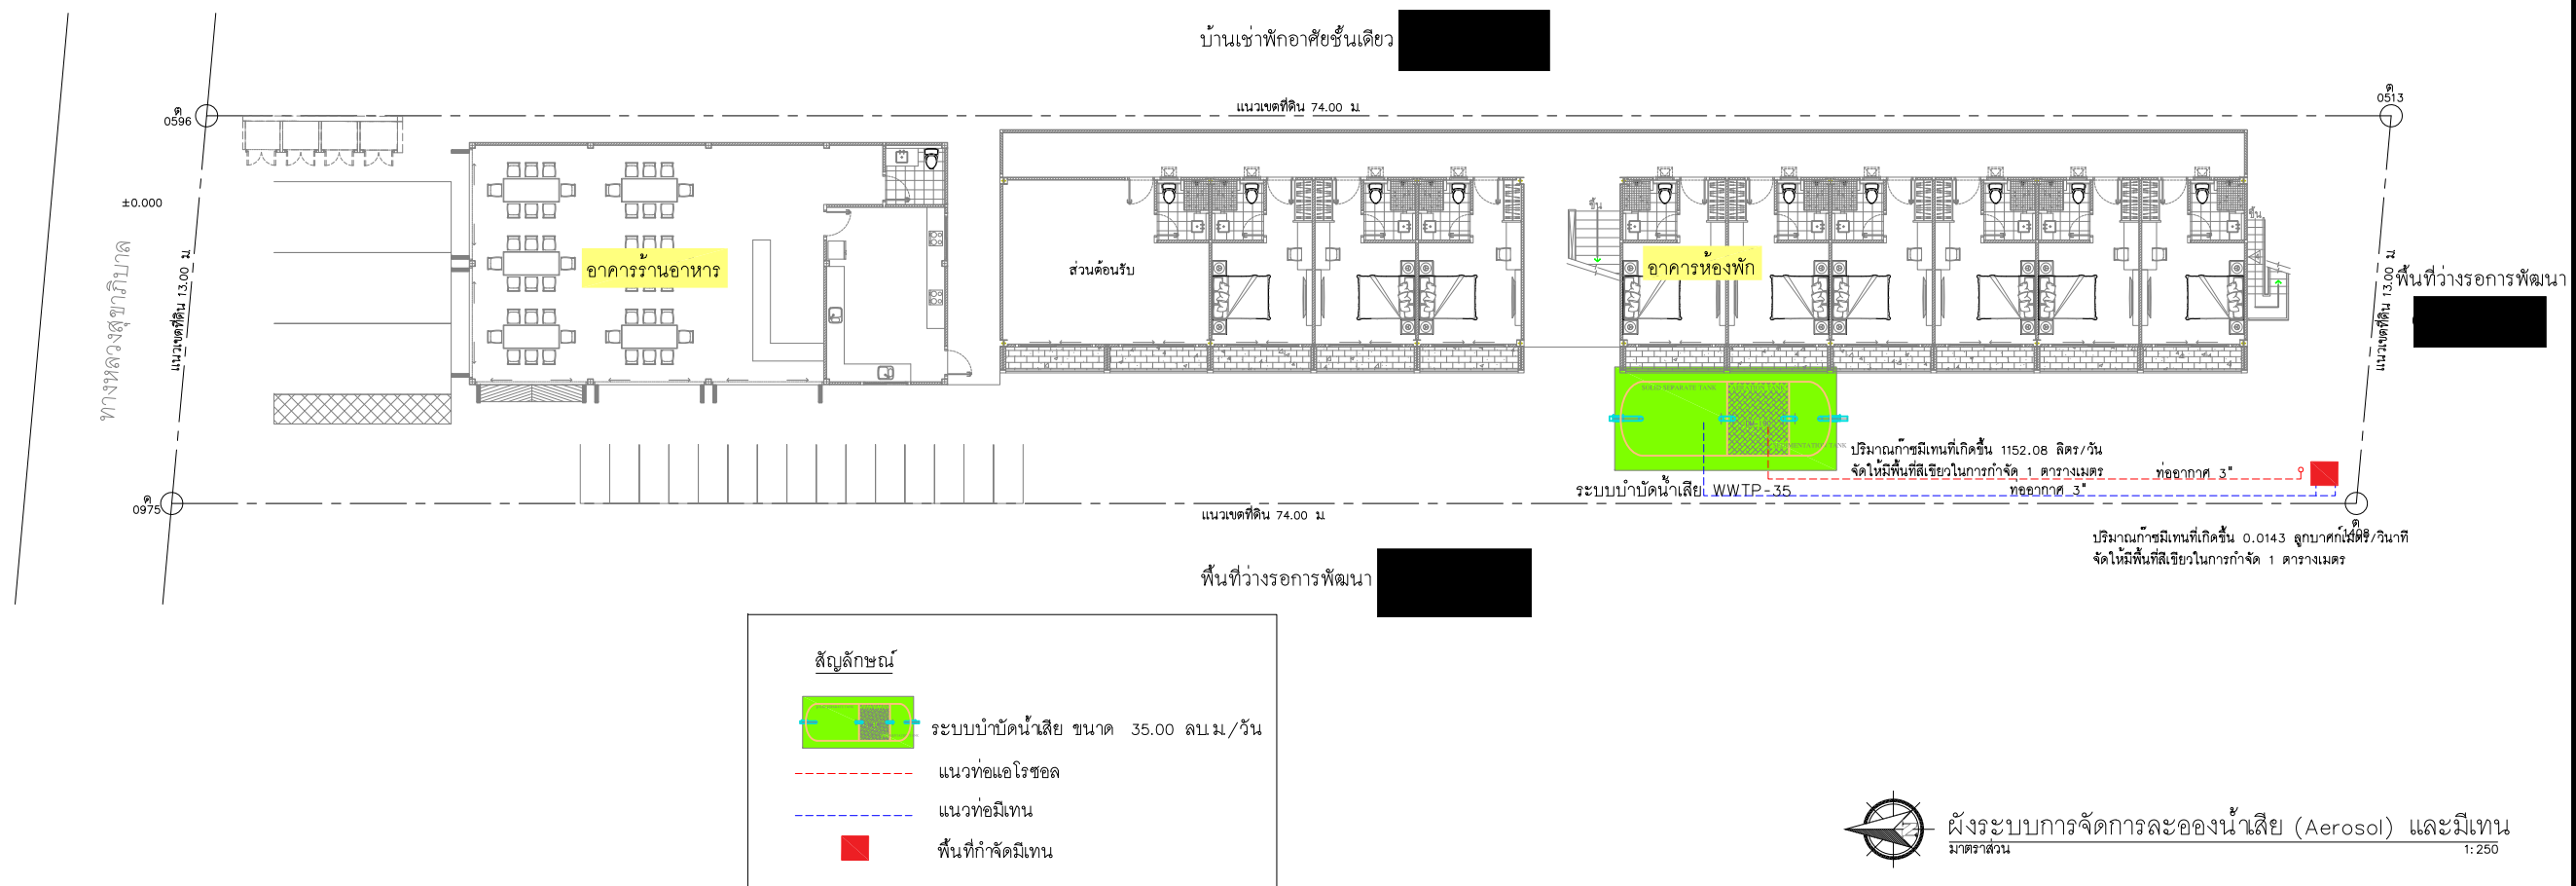 บ้านเช่าพักอาศัยชั้นเดียว
ต
0596
แนวเขตที่ดิน 74.00 ม.
ต
0513
±0.000
ทางหลวงสุขาภิบาล
แนวเขตที่ดิน 13.00 ม.
อาคารร้านอาหาร
ส่วนต้อนรับ
ขึ้น
อาคารห้องพัก
ขึ้น
แนวเขตที่ดิน 13.00 ม.
พื้นที่ว่างรอการพัฒนา
SOLID SEPARATE TANK
AERATION TANK
SEDIMENTATION TANK
ปริมาณก๊าซมีเทนที่เกิดขึ้น 1152.08 ลิตร/วัน
จัดให้มีพื้นที่สีเขียวในการกำจัด 1 ตารางเมตร
ท่ออากาศ 3"
ระบบบำบัดน้ำเสีย WWTP-35
ท่ออากาศ 3"
ต
0975
แนวเขตที่ดิน 74.00 ม.
ต
1408
ปริมาณก๊าซมีเทนที่เกิดขึ้น 0.0143 ลูกบาศก์เมตร/วินาที
จัดให้มีพื้นที่สีเขียวในการกำจัด 1 ตารางเมตร
พื้นที่ว่างรอการพัฒนา
สัญลักษณ์
ระบบบำบัดน้ำเสีย ขนาด 35.00 ลบ.ม./วัน
แนวท่อแอโรซอล
แนวท่อมีเทน
พื้นที่กำจัดมีเทน
ผังระบบการจัดการละอองน้ำเสีย (Aerosol) และมีเทน
มาตราส่วน 1:250